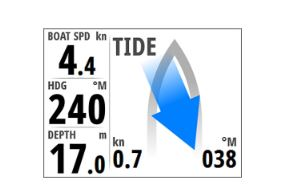 BOAT SPD kn
4.4
HDG °M
240
DEPTH m
17.0
TIDE
kn °M
0.7 038